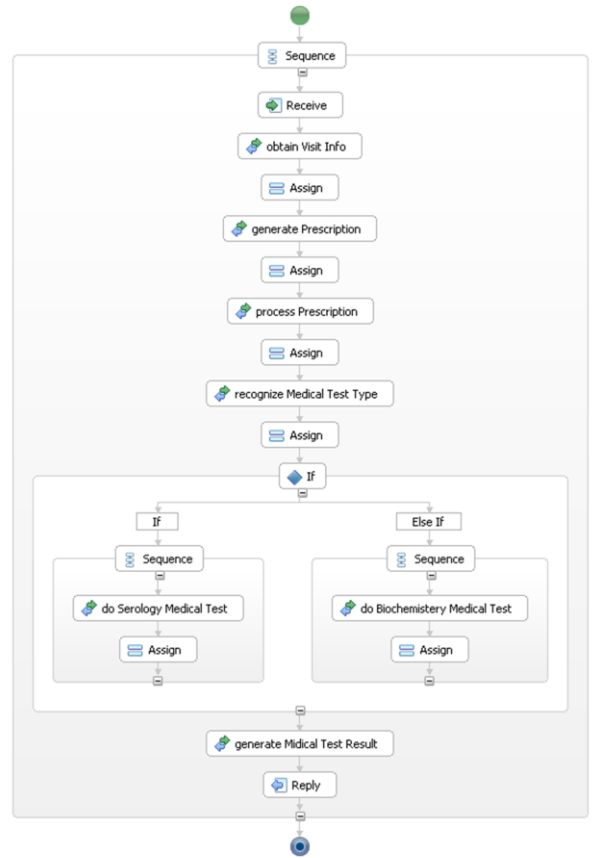 Sequence
Receive
obtain Visit Info
Assign
generate Prescription
Assign
process Prescription
Assign
recognize Medical Test Type
Assign
If
If
Else If
Sequence
Sequence
do Serology Medical Test
do Biochemistery Medical Test
Assign
Assign
generate Midical Test Result
Reply